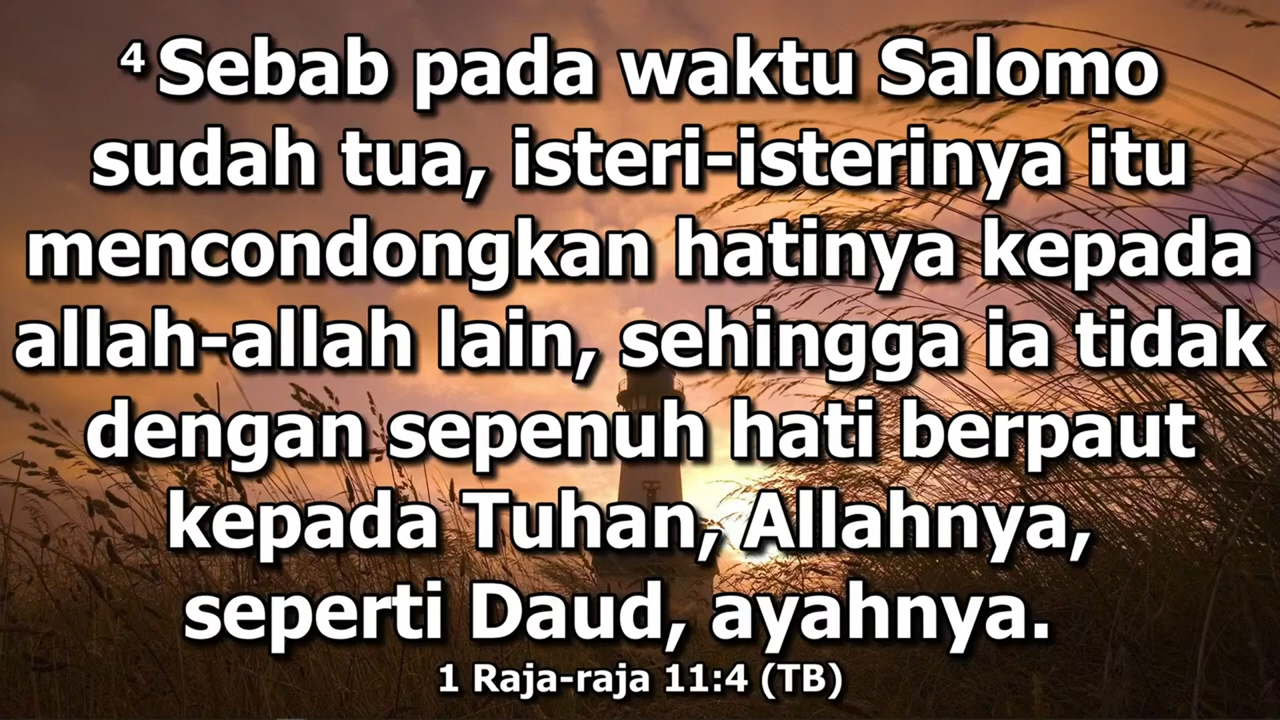 4 Sebab pada waktu Salomo
sudah tua, isteri-isterinya itu
mencondongkan hatinya kepada
allah-allah lain, sehingga ia tidak
dengan sepenuh hati berpaut
kepada Tuhan, Allahnya,
seperti Daud, ayahnya.
1 Raja-raja 11:4 (TB)